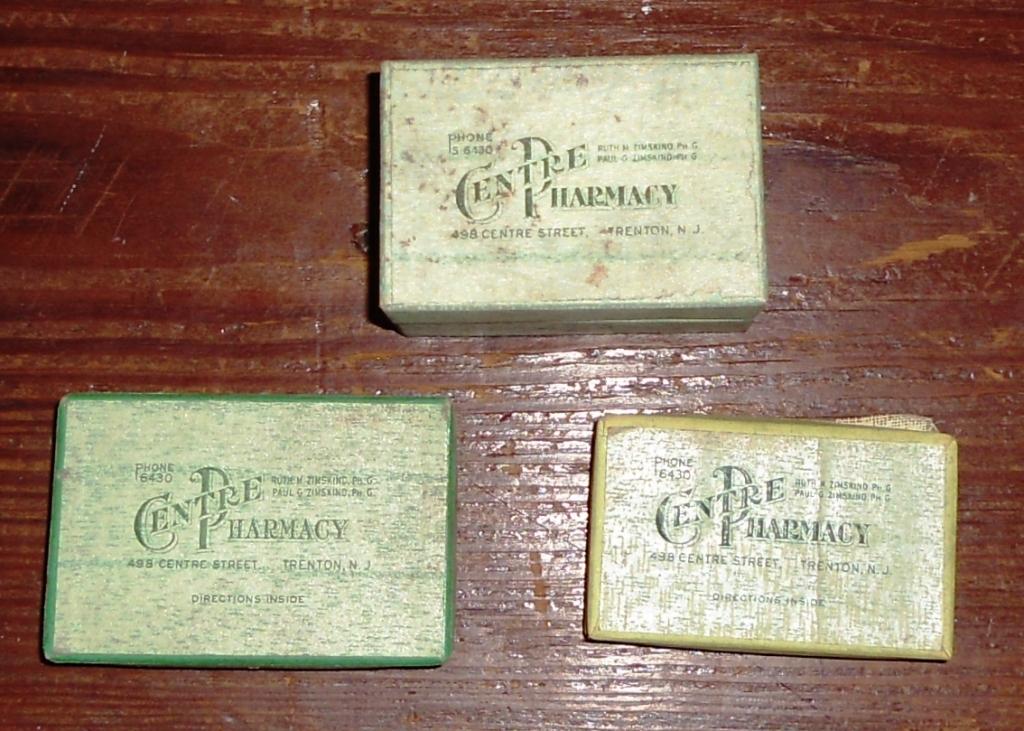 PHONE
5 6430
RUTH M. ZIMSKIND, PH. G.
PAUL G. ZIMSKIND, PH. G.
CENTRE
PHARMACY
498 CENTRE STREET, TRENTON, N. J.
PHONE
6430
RUTH M. ZIMSKIND, PH. G.
PAUL G. ZIMSKIND, PH. G.
CENTRE
PHARMACY
498 CENTRE STREET, TRENTON, N. J.
DIRECTIONS INSIDE
PHONE
6430
RUTH M. ZIMSKIND, PH. G.
PAUL G. ZIMSKIND, PH. G.
CENTRE
PHARMACY
498 CENTRE STREET, TRENTON, N. J.
DIRECTIONS INSIDE